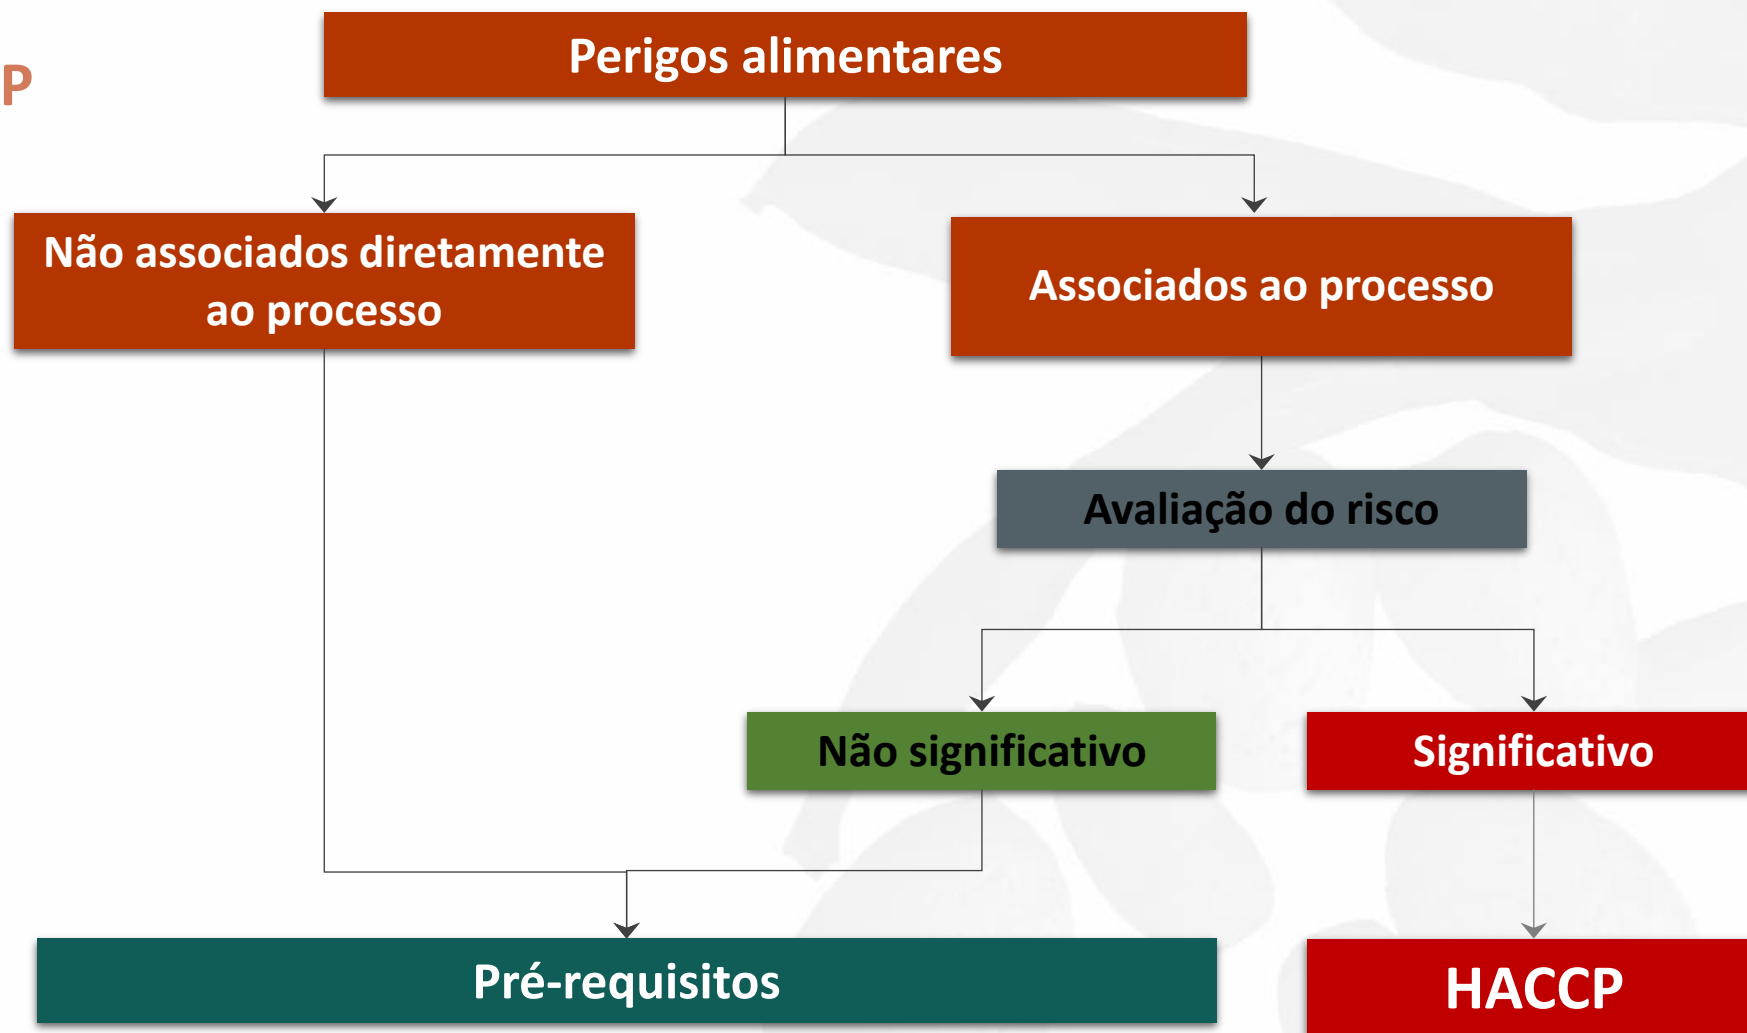 Perigos alimentares
P
Não associados diretamente
ao processo
Associados ao processo
Avaliação do risco
Não significativo
Significativo
Pré-requisitos
HACCP